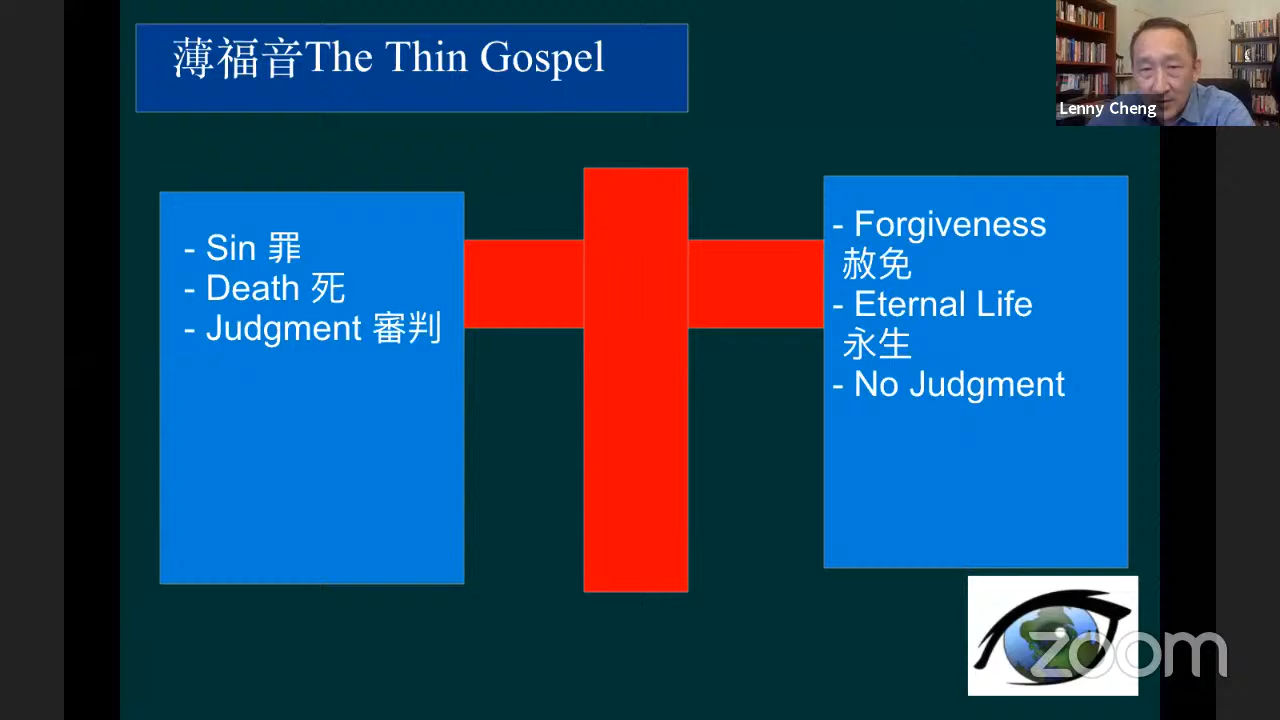 薄福音The Thin Gospel
Lenny Cheng
- Sin 罪
- Death 死
- Judgment 審判
- Forgiveness
赦免
- Eternal Life
永生
- No Judgment
zoom